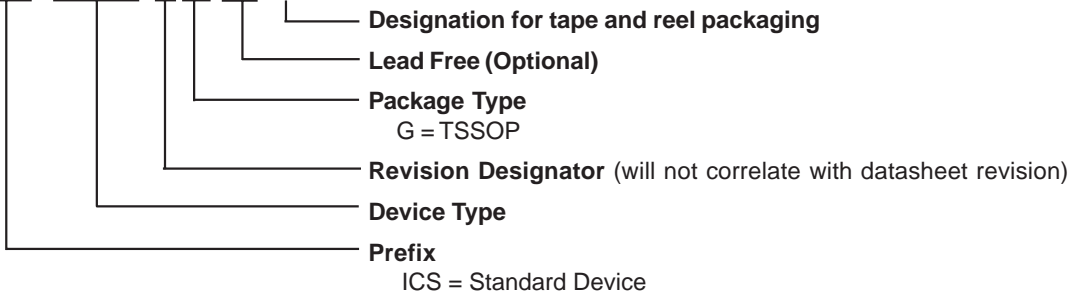 Designation for tape and reel packaging
Lead Free (Optional)
Package Type
G = TSSOP
Revision Designator (will not correlate with datasheet revision)
Device Type
Prefix
ICS = Standard Device